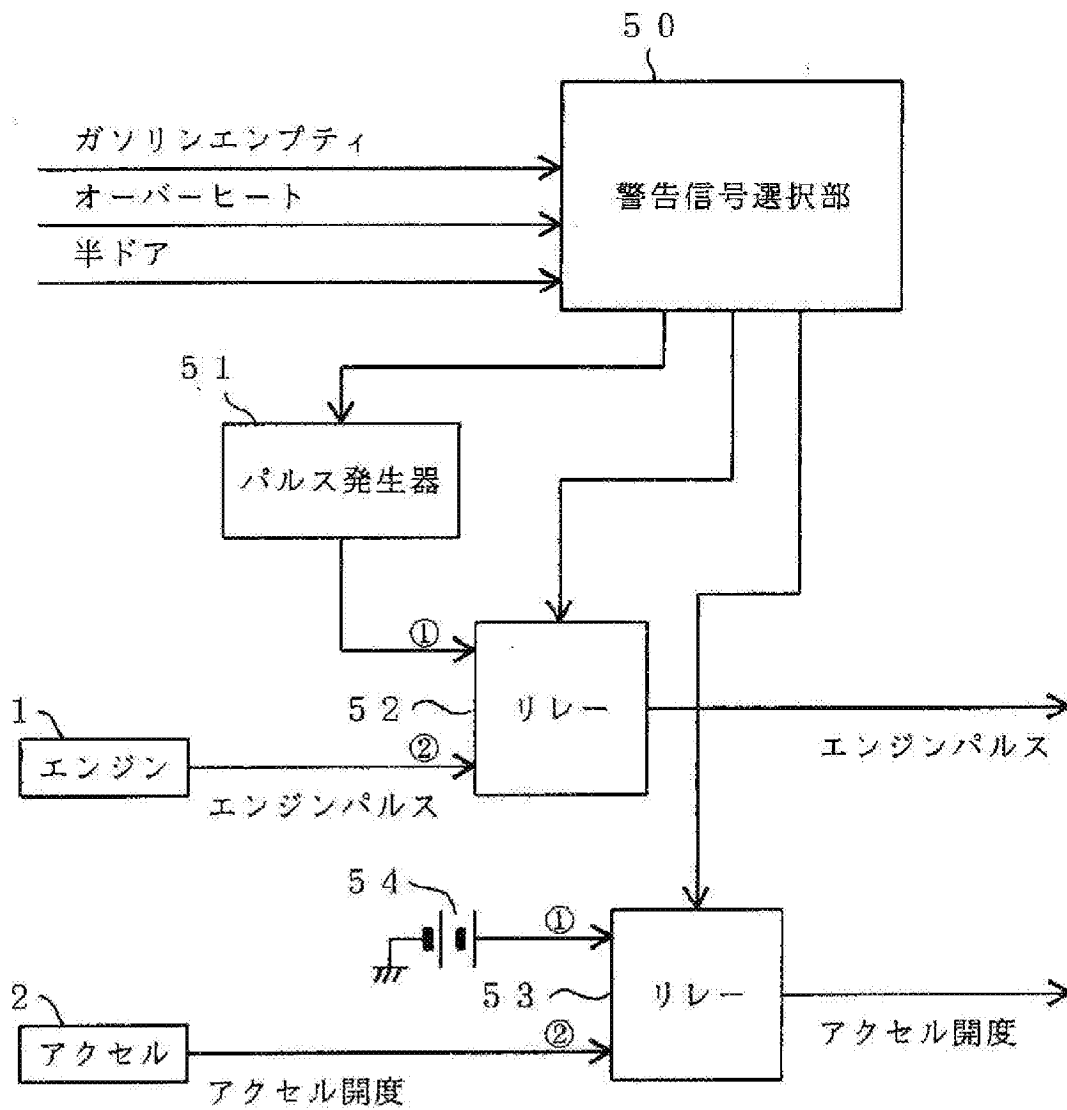 50
ガソリンエンプティ
オーバーヒート
半ドア
警告信号選択部
51
パルス発生器
①
52
リレー
1
エンジン
②
エンジンパルス
エンジンパルス
54
①
53
リレー
2
アクセル
②
アクセル開度
アクセル開度